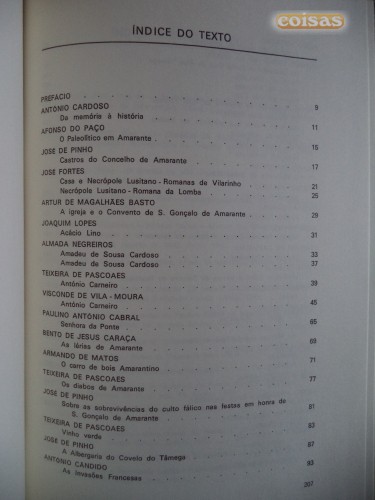 coisas
ÍNDICE DO TEXTO
PREFÁCIO
ANTÓNIO CARDOSO 9
Da memória à história
AFONSO DO PAÇO 11
O Paleolítico em Amarante
JOSÉ DE PINHO 15
Castros do Concelho de Amarante 17
JOSÉ FORTES
Casa e Necrópole Lusitano-Romanas de Vilarinho 21
Necrópole Lusitano-Romana da Lomba 25
ARTUR DE MAGALHÃES BASTO
A igreja e o Convento de S. Gonçalo de Amarante 29
JOAQUIM LOPES
Acácio Lino 31
ALMADA NEGREIROS
Amadeu de Sousa Cardoso 33
Amadeu de Sousa Cardoso 37
TEIXEIRA DE PASCOAES
António Carneiro 39
VISCONDE DE VILA-MOURA
António Carneiro 45
PAULINO ANTÓNIO CABRAL
Senhora da Ponte 65
BENTO DE JESUS CARAÇA
As lérias de Amarante 69
ARMANDO DE MATOS
O carro de bois Amarantino 71
TEIXEIRA DE PASCOAES
Os diabos de Amarante 77
JOSÉ DE PINHO
Sobre as sobrevivências do culto fálico nas festas em honra de
S. Gonçalo de Amarante 81
TEIXEIRA DE PASCOAES
Vinho verde 83
JOSÉ DE PINHO
A Albergaria do Covelo do Tâmega 87
ANTÓNIO CÂNDIDO
As Invasões Francesas 93
257